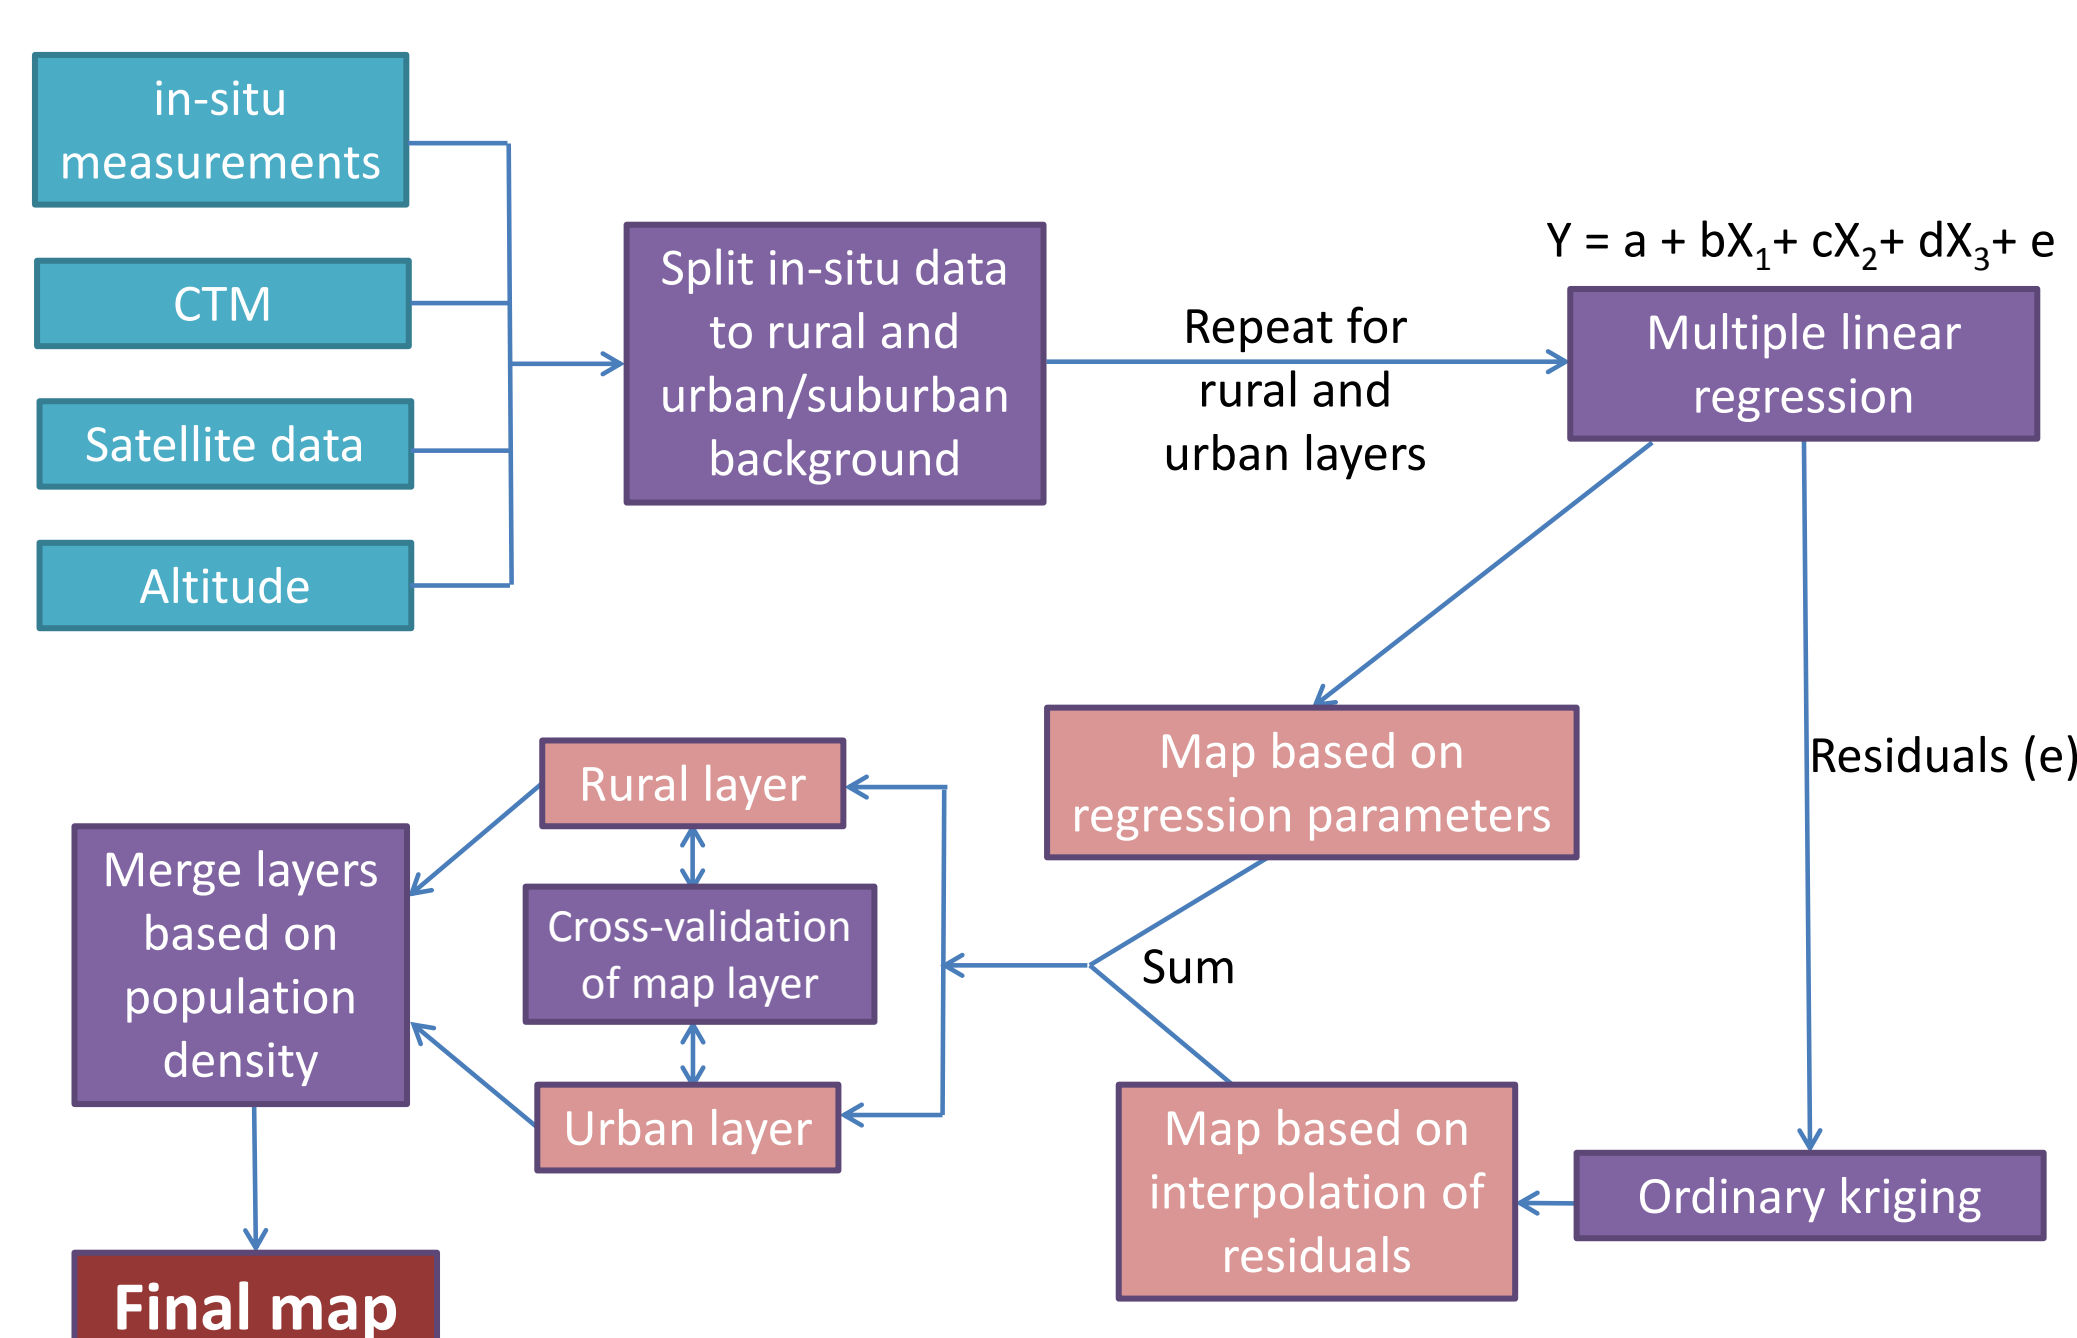 in-situ
measurements
CTM
Satellite data
Altitude
Split in-situ data
to rural and
urban/suburban
background
Repeat for
rural and
urban layers
Y = a + bX₁+ cX₂+ dX₃+ e
Multiple linear
regression
Residuals (e)
Map based on
regression parameters
Sum
Map based on
interpolation of
residuals
Ordinary kriging
Rural layer
Cross-validation
of map layer
Urban layer
Merge layers
based on
population
density
Final map